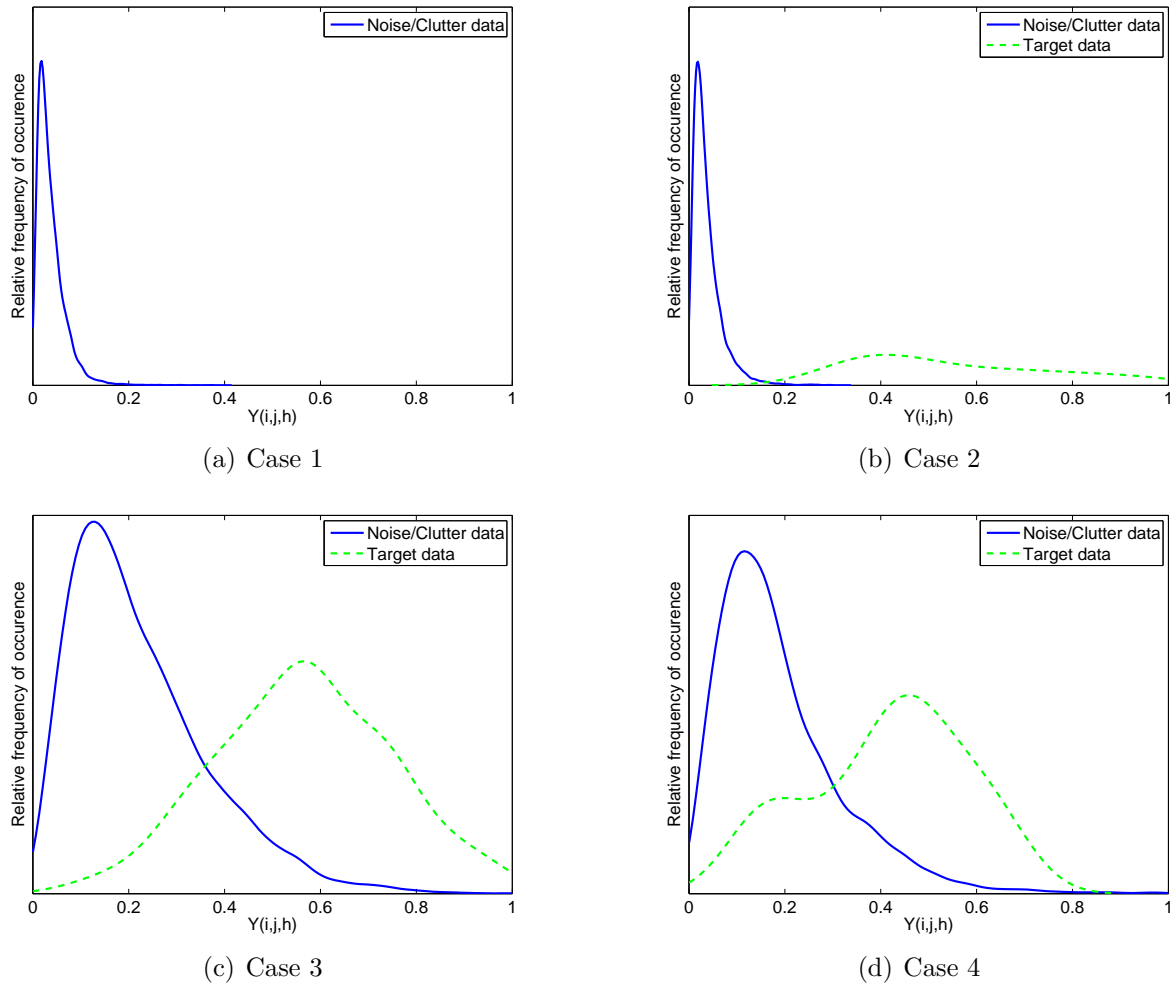 Noise/Clutter data
Relative frequency of occurence
0
0.2
0.4
0.6
0.8
1
Y(i,j,h)
(a) Case 1
Noise/Clutter data
Target data
Relative frequency of occurence
0
0.2
0.4
0.6
0.8
1
Y(i,j,h)
(b) Case 2
Noise/Clutter data
Target data
Relative frequency of occurence
0
0.2
0.4
0.6
0.8
1
Y(i,j,h)
(c) Case 3
Noise/Clutter data
Target data
Relative frequency of occurence
0
0.2
0.4
0.6
0.8
1
Y(i,j,h)
(d) Case 4